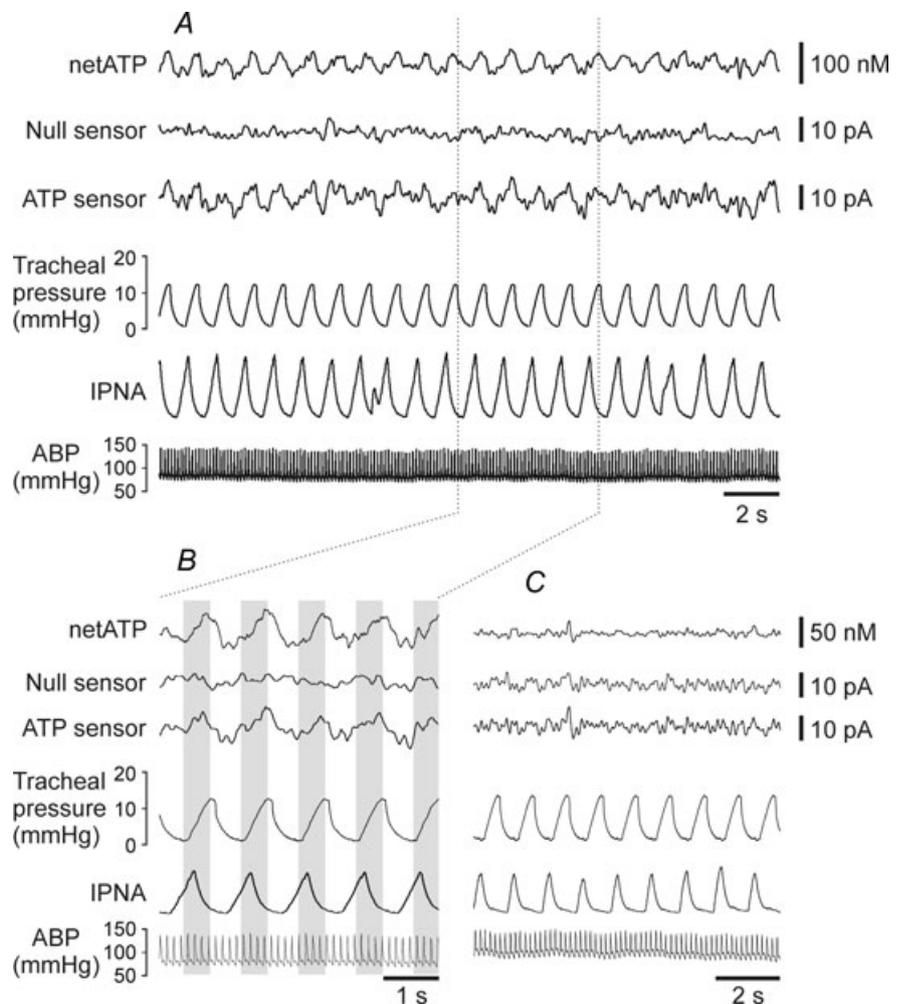 A
netATP
100 nM
Null sensor
10 pA
ATP sensor
10 pA
Tracheal
pressure
(mmHg)
20
10
0
IPNA
ABP
(mmHg)
150
100
50
2 s
B
C
netATP
50 nM
Null sensor
10 pA
ATP sensor
10 pA
Tracheal
pressure
(mmHg)
20
10
0
IPNA
ABP
(mmHg)
150
100
50
1 s
2 s